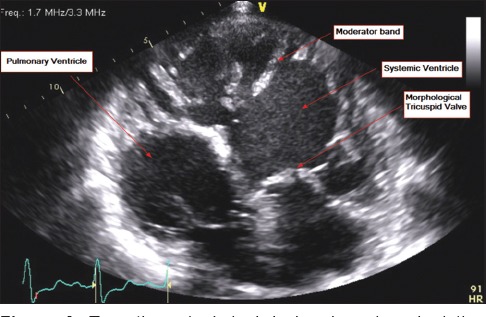 Freq.: 1.7 MHz/3.3 MHz
V
5
10
Moderator band
Pulmonary Ventricle
Systemic Ventricle
Morphological
Tricuspid Valve
91
HR